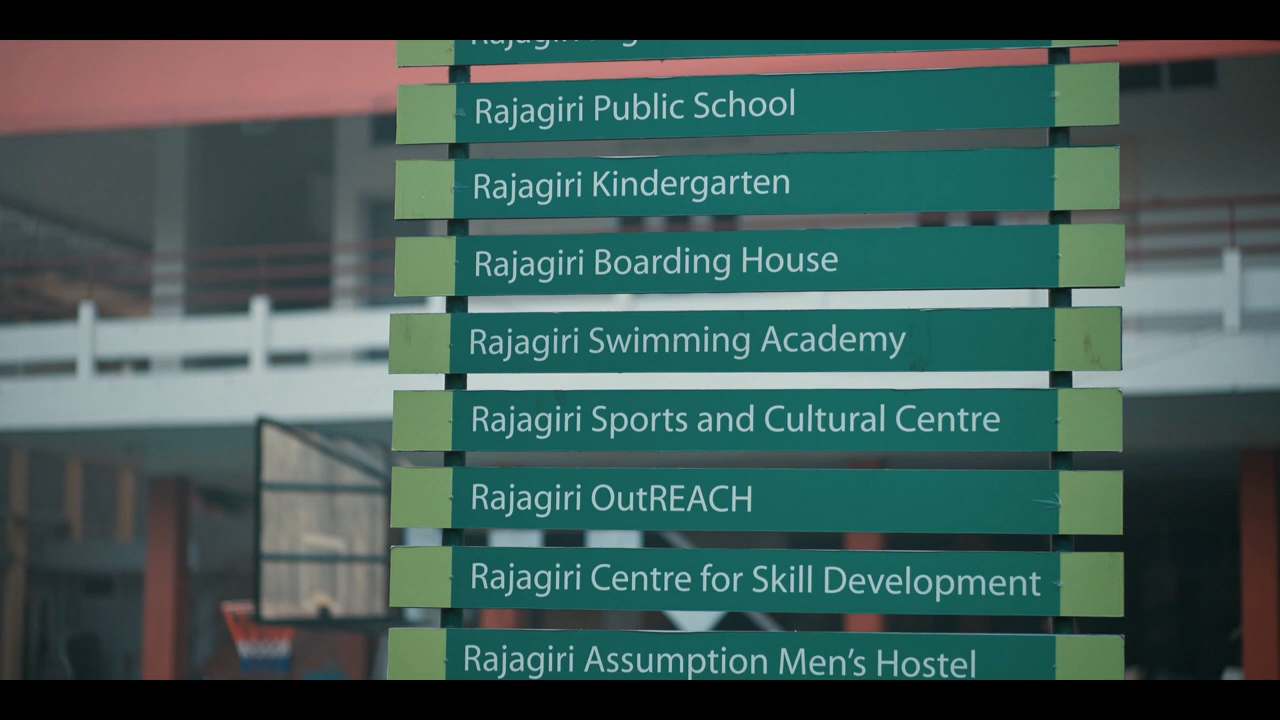 Rajagiri Public School
Rajagiri Kindergarten
Rajagiri Boarding House
Rajagiri Swimming Academy
Rajagiri Sports and Cultural Centre
Rajagiri OutREACH
Rajagiri Centre for Skill Development
Rajagiri Assumption Men's Hostel